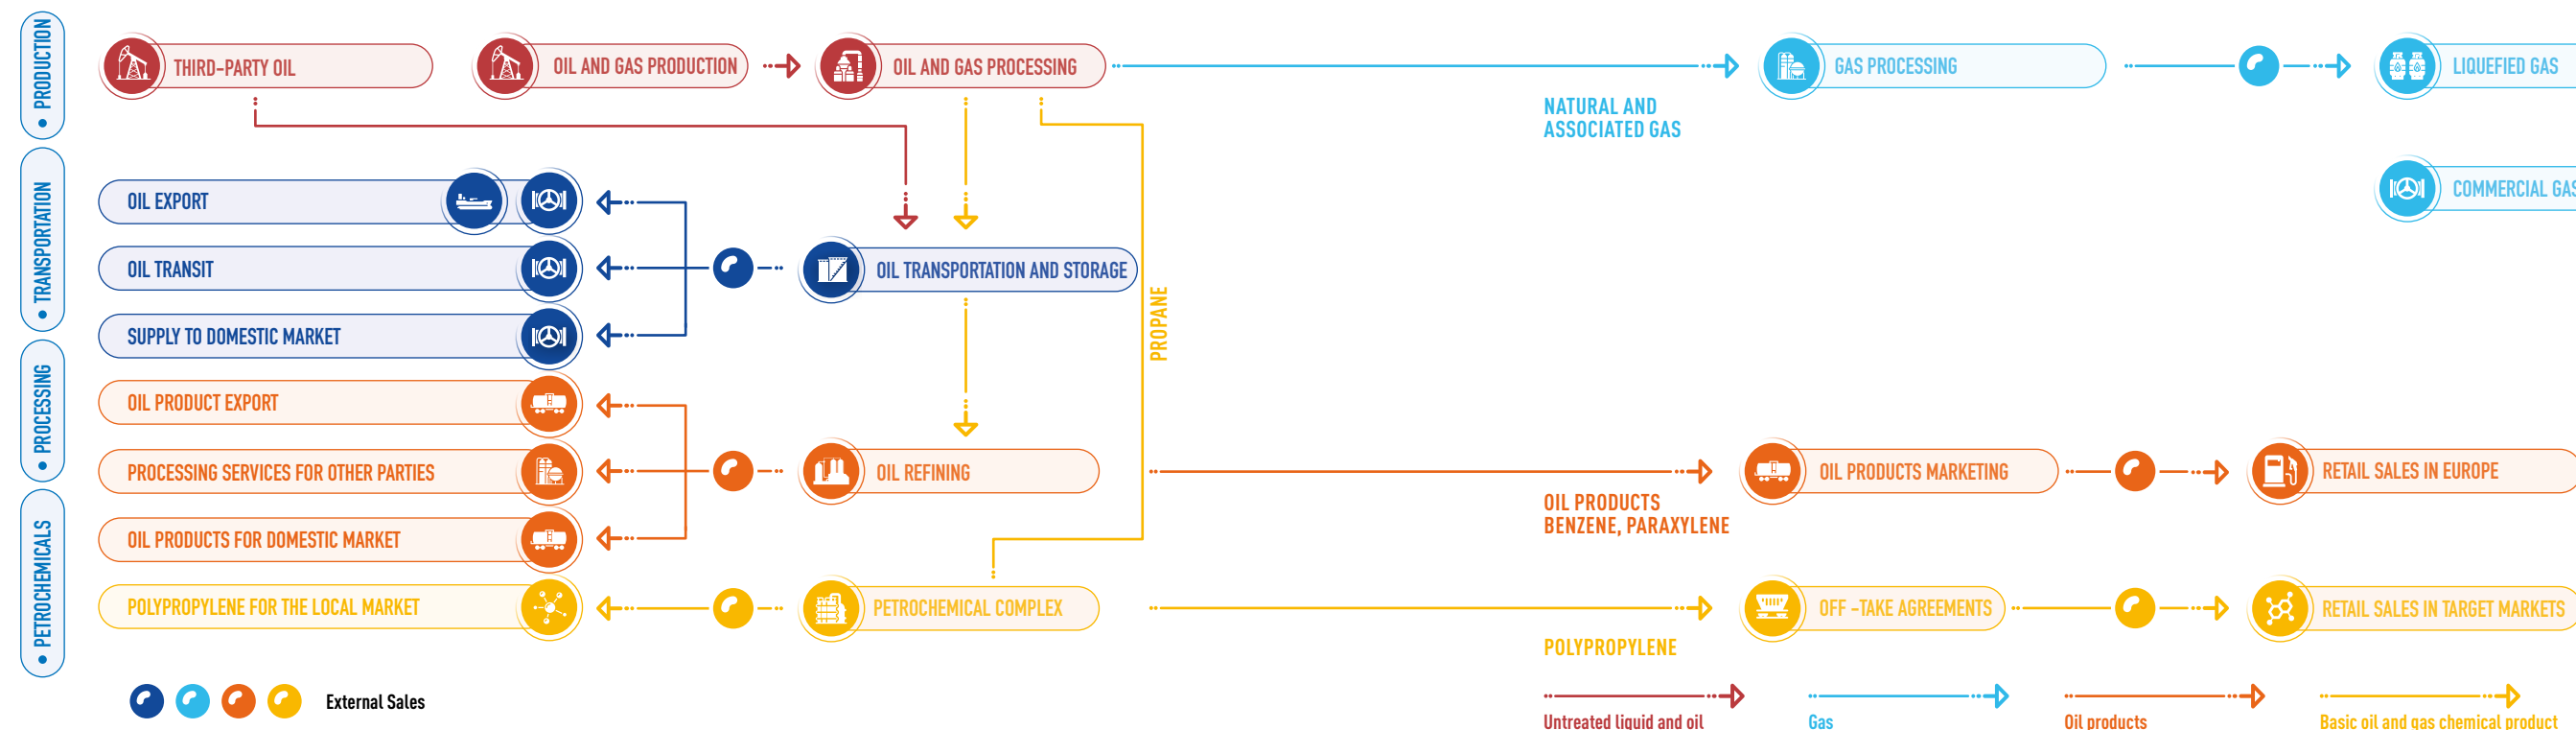 PRODUCTION
THIRD-PARTY OIL
OIL AND GAS PRODUCTION
OIL AND GAS PROCESSING
GAS PROCESSING
LIQUEFIED GAS
NATURAL AND
ASSOCIATED GAS
TRANSPORTATION
OIL EXPORT
COMMERCIAL GAS
OIL TRANSIT
OIL TRANSPORTATION AND STORAGE
SUPPLY TO DOMESTIC MARKET
PROPANE
PROCESSING
OIL PRODUCT EXPORT
PROCESSING SERVICES FOR OTHER PARTIES
OIL REFINING
OIL PRODUCTS MARKETING
RETAIL SALES IN EUROPE
OIL PRODUCTS
BENZENE, PARAXYLENE
PETROCHEMICALS
OIL PRODUCTS FOR DOMESTIC MARKET
POLYPROPYLENE FOR THE LOCAL MARKET
PETROCHEMICAL COMPLEX
OFF -TAKE AGREEMENTS
RETAIL SALES IN TARGET MARKETS
POLYPROPYLENE
External Sales
Untreated liquid and oil
Gas
Oil products
Basic oil and gas chemical product